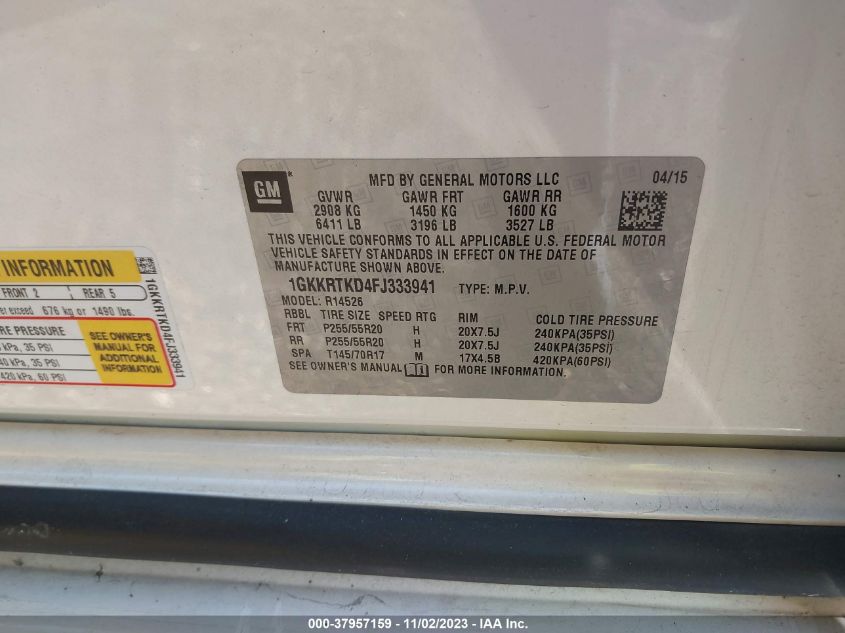 GM
MFD BY GENERAL MOTORS LLC 04/15
GVWR GAWR FRT GAWR RR
2908 KG 1450 KG 1600 KG
6411 LB 3196 LB 3527 LB
THIS VEHICLE CONFORMS TO ALL APPLICABLE U.S. FEDERAL MOTOR
VEHICLE SAFETY STANDARDS IN EFFECT ON THE DATE OF
MANUFACTURE SHOWN ABOVE.
1GKKRTKD4FJ333941 TYPE: M.P.V.
MODEL: R14526
RBBL TIRE SIZE SPEED RTG RIM COLD TIRE PRESSURE
FRT P255/55R20 H 20X7.5J 240KPA(35PSI)
RR P255/55R20 H 20X7.5J 240KPA(35PSI)
SPA T145/70R17 M 17X4.5B 420KPA(60PSI)
SEE OWNER'S MANUAL FOR MORE INFORMATION.
INFORMATION
FRONT 2 REAR 5
exceed 676 kg or 1490 lbs.
PRESSURE
kPa, 35 PSI
kPa, 35 PSI
420 kPa, 60 PSI
SEE OWNER'S
MANUAL FOR
ADDITIONAL
INFORMATION
1GKKRTKD4FJ333941
000-37957159 - 11/02/2023 - IAA Inc.